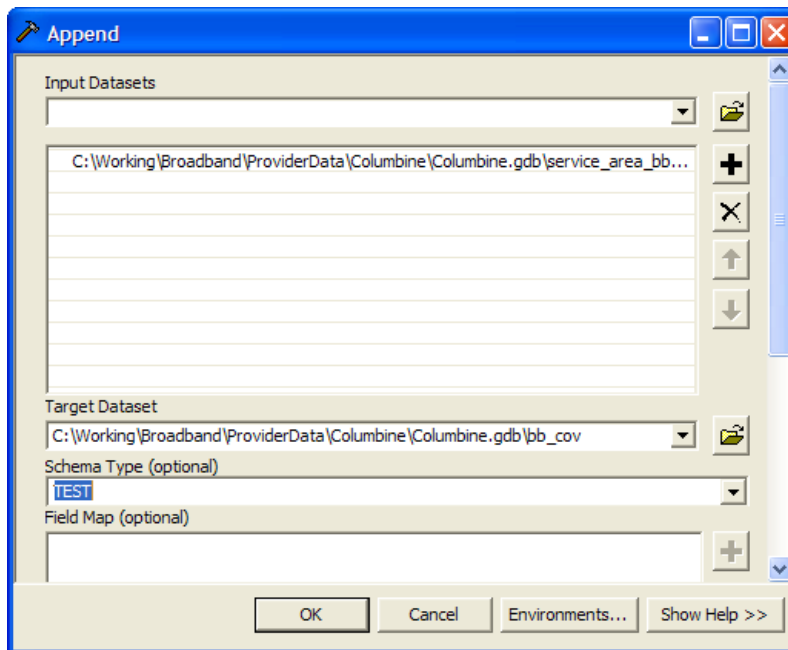 Append
Input Datasets
C:\Working\Broadband\ProviderData\Columbine\Columbine.gdb\service_area_bb...
Target Dataset
C:\Working\Broadband\ProviderData\Columbine\Columbine.gdb\bb_cov
Schema Type (optional)
TEST
Field Map (optional)
OK Cancel Environments... Show Help >>